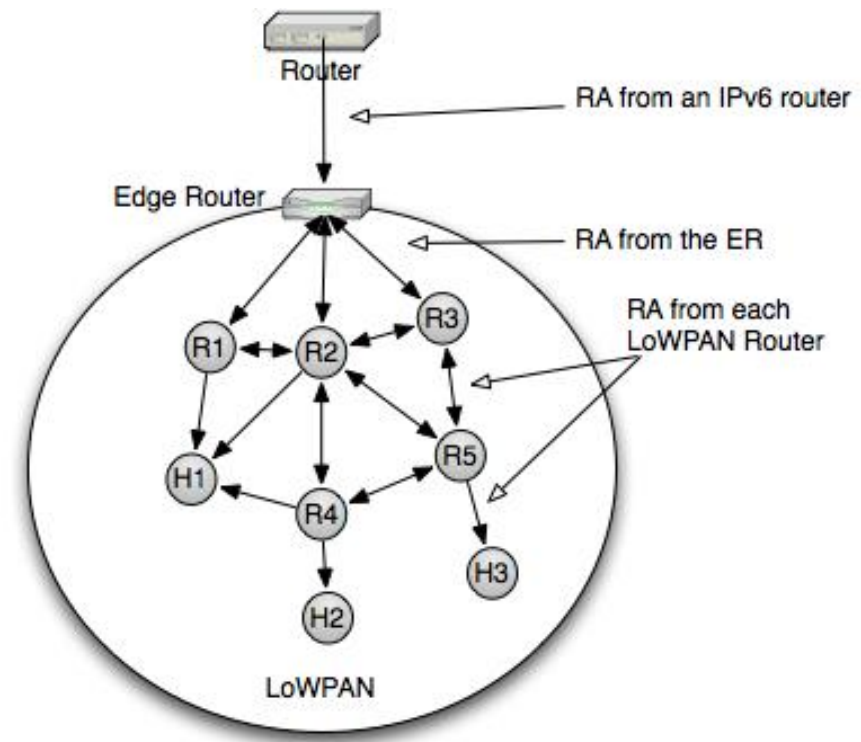 Router
RA from an IPv6 router
Edge Router
RA from the ER
RA from each
LoWPAN Router
R3
R1
R2
R5
H1
R4
H3
H2
LoWPAN